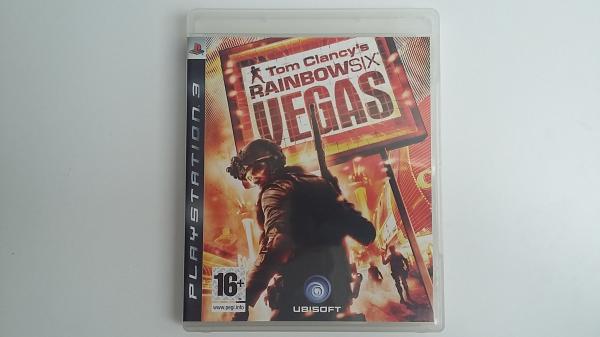 PLAYSTATION 3
Tom Clancy's
RAINBOWSIX
VEGAS
16+
www.pegi.info
UBISOFT